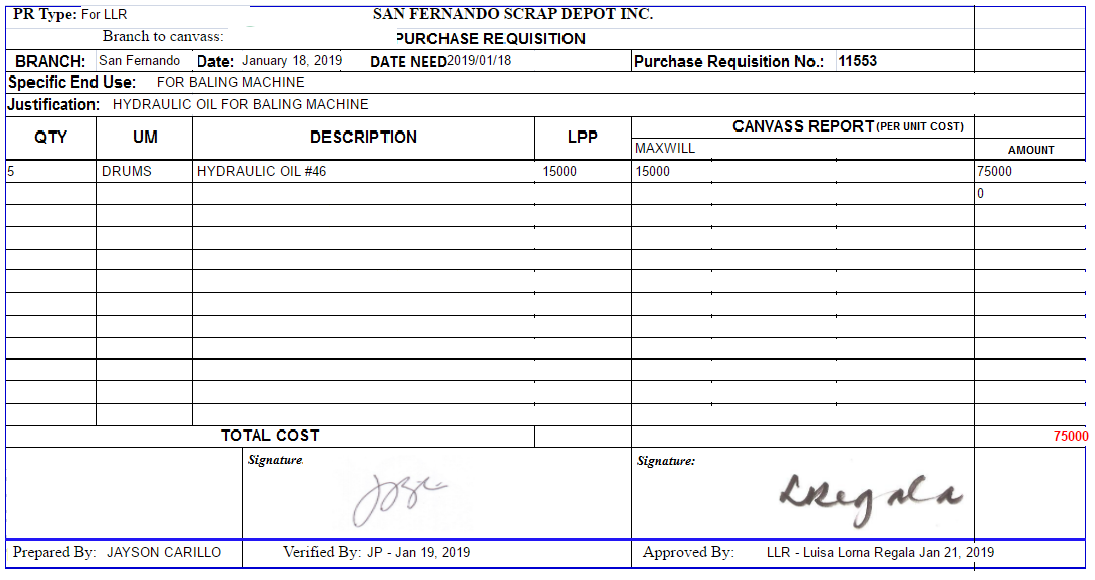 PR Type: For LLR SAN FERNANDO SCRAP DEPOT INC.
Branch to canvass: PURCHASE REQUISITION
BRANCH: San Fernando Date: January 18, 2019 DATE NEED 2019/01/18 Purchase Requisition No.: 11553
Specific End Use: FOR BALING MACHINE
Justification: HYDRAULIC OIL FOR BALING MACHINE
QTY UM DESCRIPTION LPP CANVASS REPORT (PER UNIT COST)
MAXWILL AMOUNT
5 DRUMS HYDRAULIC OIL #46 15000 15000 75000
0
TOTAL COST 75000
Signature Signature:
LRegala
Prepared By: JAYSON CARILLO Verified By: JP - Jan 19, 2019 Approved By: LLR - Luisa Lorna Regala Jan 21, 2019